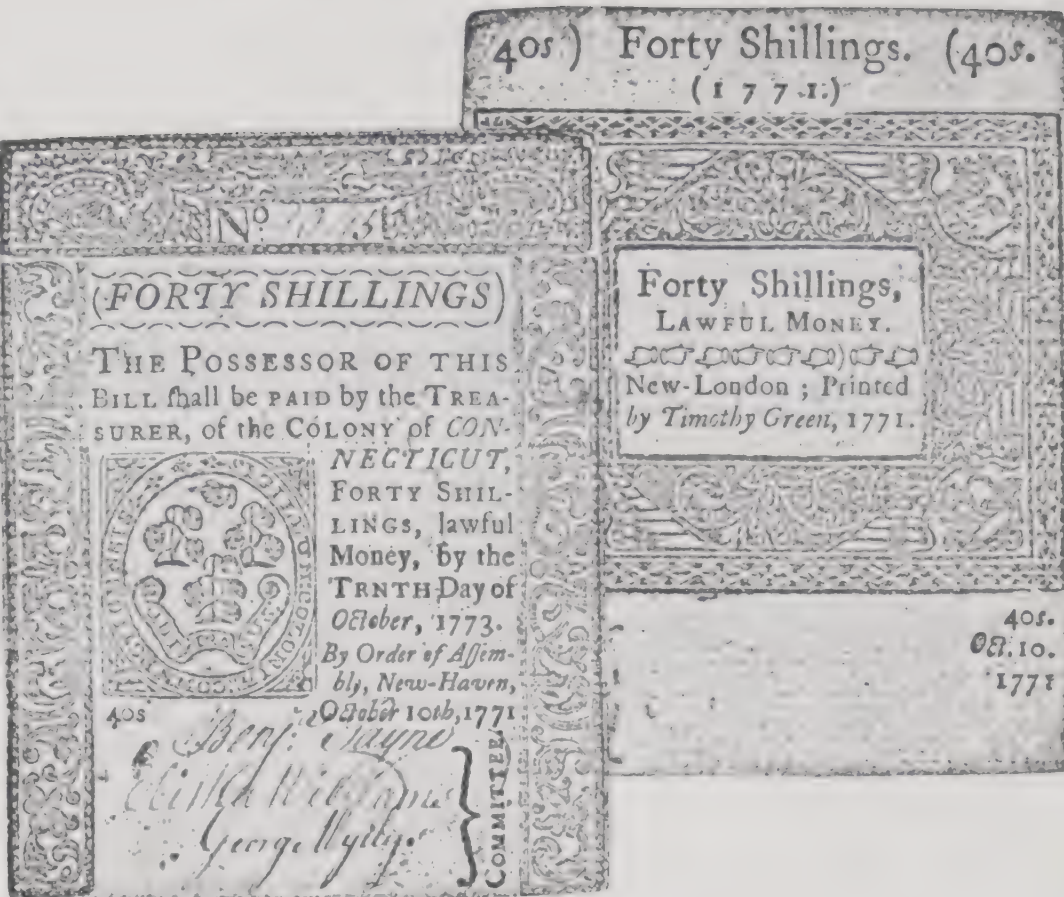 Nº
(FORTY SHILLINGS)
THE POSSESSOR OF THIS
BILL ſhall be PAID by the TREA-
SURER, of the COLONY of CON-
NECTICUT,
FORTY SHIL-
LINGS, lawful
Money, by the
TRNTH Day of
October, 1773.
By Order of Aſſem-
bly, New-Haven,
October 10th, 1771
40s
Benj. Payne
Elisha Williams
George Wyllys
COMMITTEE
40s) Forty Shillings. (40s.
(1771.)
Forty Shillings,
LAWFUL MONEY.
New-London ; Printed
by Timothy Green, 1771.
40s.
Oct. 10.
1771